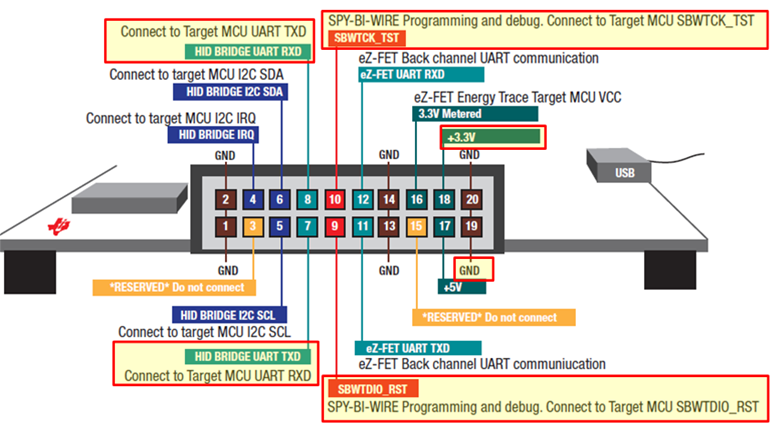 Connect to Target MCU UART TXD
HID BRIDGE UART RXD
SPY-BI-WIRE Programming and debug. Connect to Target MCU SBWTCK_TST
SBWTCK_TST
Connect to target MCU I2C SDA
HID BRIDGE I2C SDA
eZ-FET Back channel UART communication
eZ-FET UART RXD
Connect to target MCU I2C IRQ
HID BRIDGE IRQ
eZ-FET Energy Trace Target MCU VCC
3.3V Metered
+3.3V
GND
GND
GND
USB
2 4 6 8 10 12 14 16 18 20
1 3 5 7 9 11 13 15 17 19
GND
GND
GND
*RESERVED* Do not connect
+5V
HID BRIDGE I2C SCL
Connect to target MCU I2C SCL
*RESERVED* Do not connect
HID BRIDGE UART TXD
Connect to Target MCU UART RXD
eZ-FET UART TXD
eZ-FET Back channel UART communiucation
SBWTDIO_RST
SPY-BI-WIRE Programming and debug. Connect to Target MCU SBWTDIO_RST